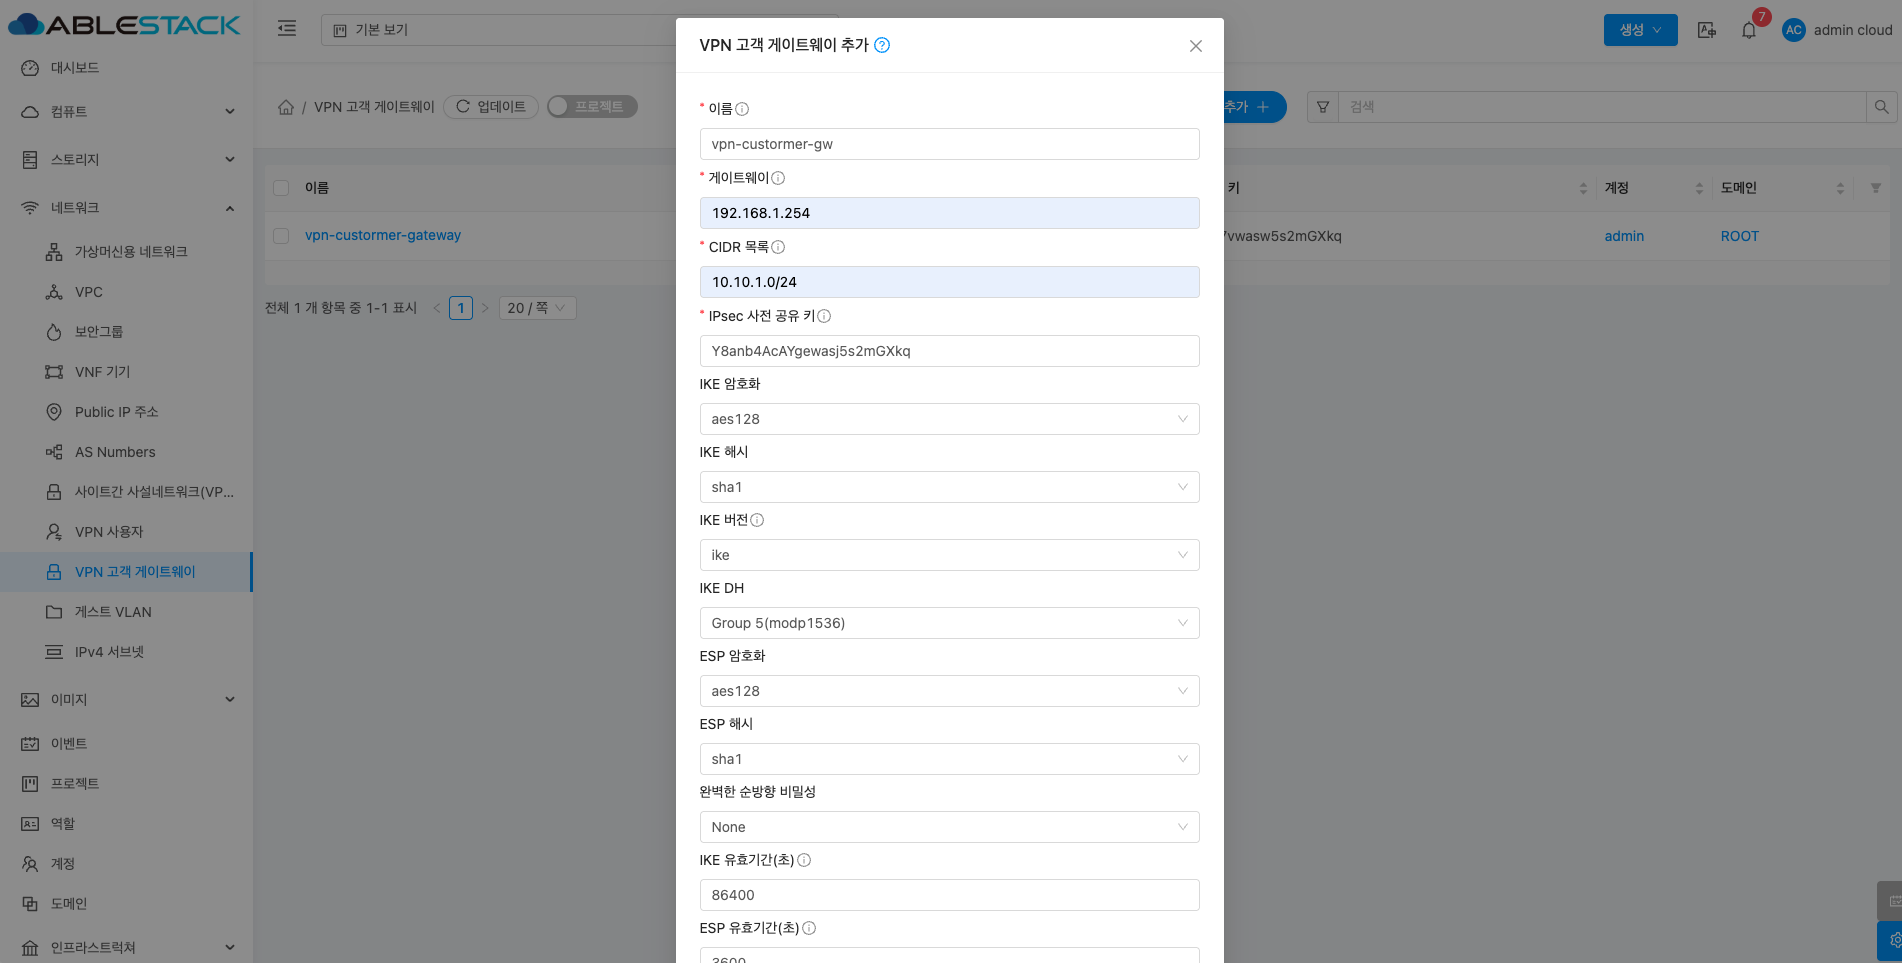 ABLESTACK
기본 보기
생성
7
AC
admin cloud
대시보드
컴퓨트
스토리지
네트워크
가상머신용 네트워크
VPC
보안그룹
VNF 기기
Public IP 주소
AS Numbers
사이트간 사설네트워크(VP...
VPN 사용자
VPN 고객 게이트웨이
게스트 VLAN
IPv4 서브넷
이미지
이벤트
프로젝트
역할
계정
도메인
인프라스트럭쳐
/ VPN 고객 게이트웨이
업데이트
프로젝트
추가
검색
이름
키
계정
도메인
vpn-custormer-gateway
7vwasw5s2mGXkq
admin
ROOT
전체 1 개 항목 중 1-1 표시
1
20 / 쪽
VPN 고객 게이트웨이 추가
* 이름
vpn-custormer-gw
* 게이트웨이
192.168.1.254
* CIDR 목록
10.10.1.0/24
* IPsec 사전 공유 키
Y8anb4AcAYgewasj5s2mGXkq
IKE 암호화
aes128
IKE 해시
sha1
IKE 버전
ike
IKE DH
Group 5(modp1536)
ESP 암호화
aes128
ESP 해시
sha1
완벽한 순방향 비밀성
None
IKE 유효기간(초)
86400
ESP 유효기간(초)
3600